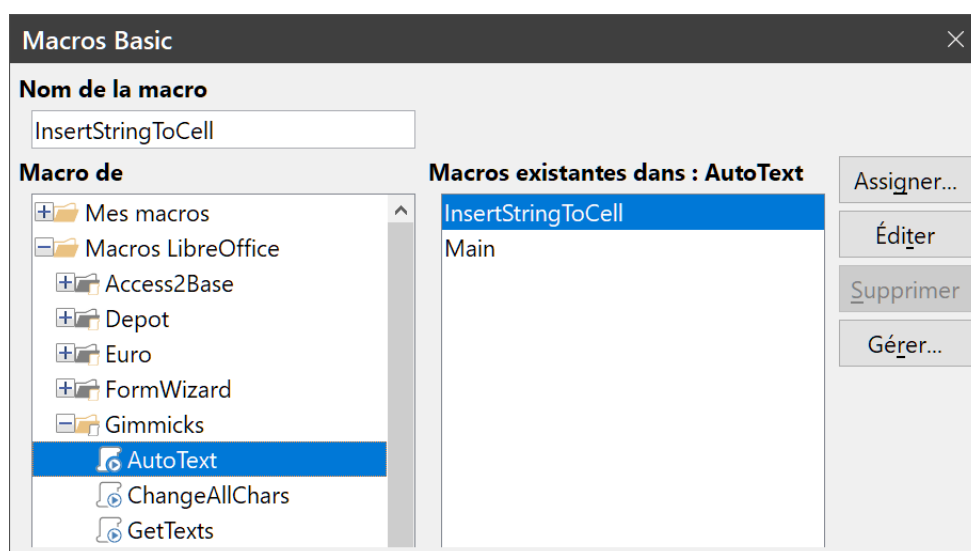 Macros Basic
Nom de la macro
InsertStringToCell
Macro de
Mes macros
Macros LibreOffice
Access2Base
Depot
Euro
FormWizard
Gimmicks
AutoText
ChangeAllChars
GetTexts
Macros existantes dans : AutoText
InsertStringToCell
Main
Assigner...
Éditer
Supprimer
Gérer...